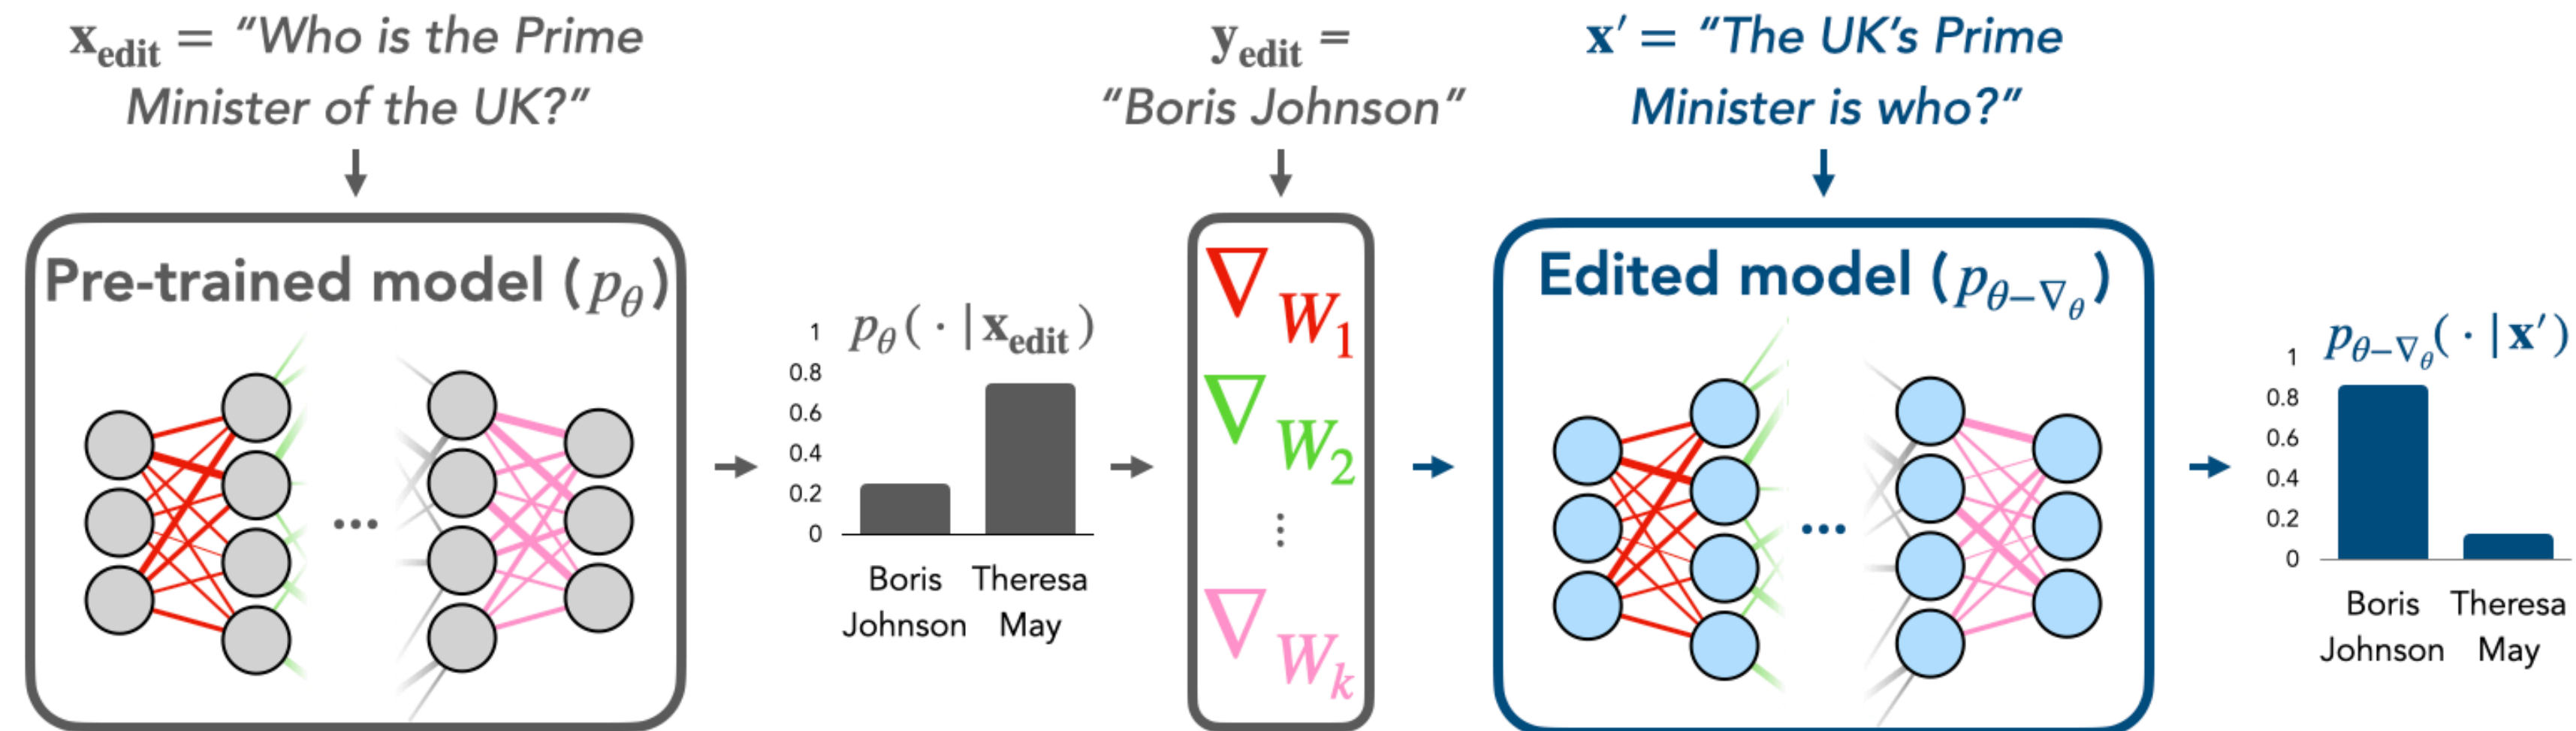 x_edit = “Who is the Prime
Minister of the UK?”
Pre-trained model (p_θ)
...
p_θ( · | x_edit )
1
0.8
0.6
0.4
0.2
0
Boris Theresa
Johnson May
y_edit =
“Boris Johnson”
∇W_1
∇W_2
⋮
∇W_k
x′ = “The UK’s Prime
Minister is who?”
Edited model (p_θ−∇_θ)
...
p_θ−∇_θ( · | x′)
1
0.8
0.6
0.4
0.2
0
Boris Theresa
Johnson May